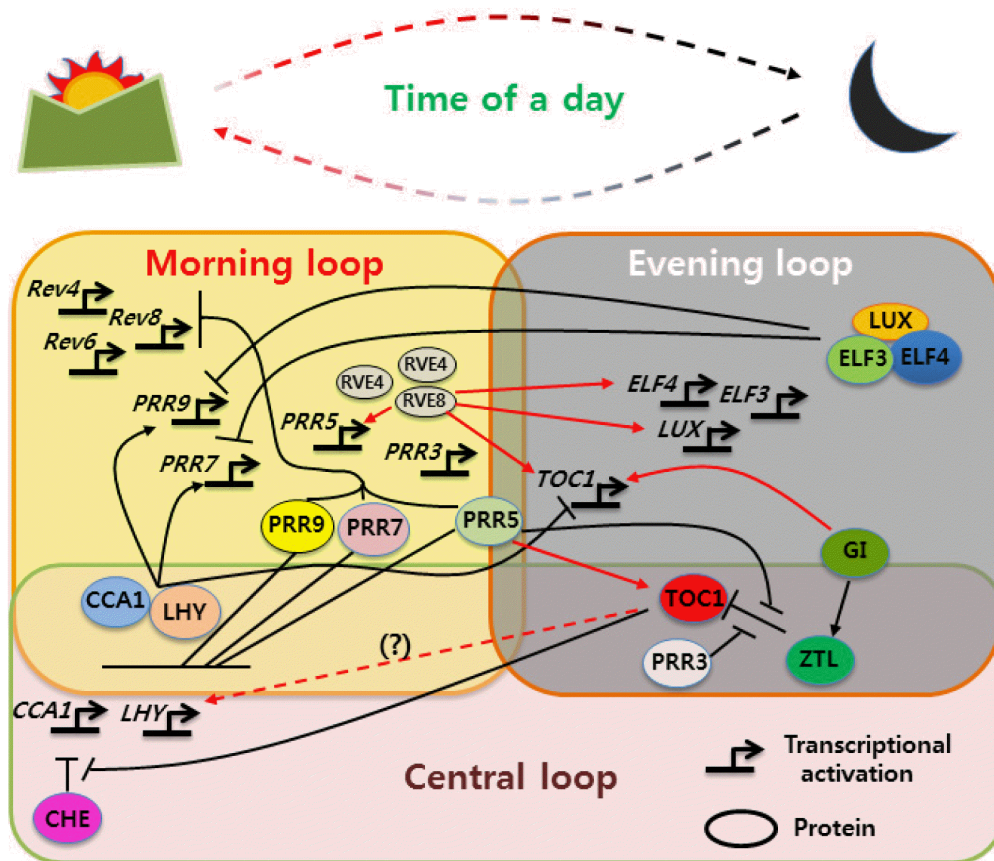 Time of a day
Morning loop
Evening loop
Rev4
Rev8
Rev6
LUX
ELF3
ELF4
RVE4
RVE4
RVE8
ELF4
ELF3
PRR9
PRR5
LUX
PRR7
PRR3
TOC1
PRR9
PRR7
PRR5
GI
CCA1
LHY
TOC1
(?)
PRR3
ZTL
CCA1
LHY
Transcriptional
activation
Central loop
CHE
Protein